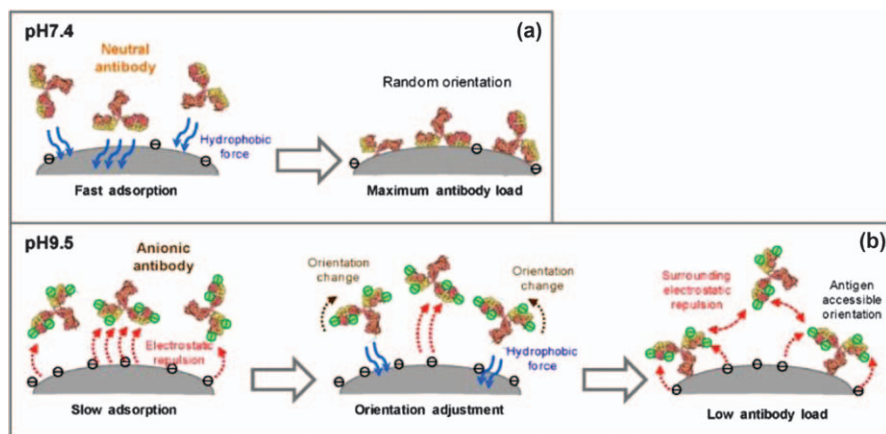 pH7.4
(a)
Neutral
antibody
Hydrophobic
force
Fast adsorption
Random orientation
Maximum antibody load
pH9.5
(b)
Anionic
antibody
Electrostatic
repulsion
Slow adsorption
Orientation
change
Orientation
change
Hydrophobic
force
Orientation adjustment
Surrounding
electrostatic
repulsion
Antigen
accessible
orientation
Low antibody load